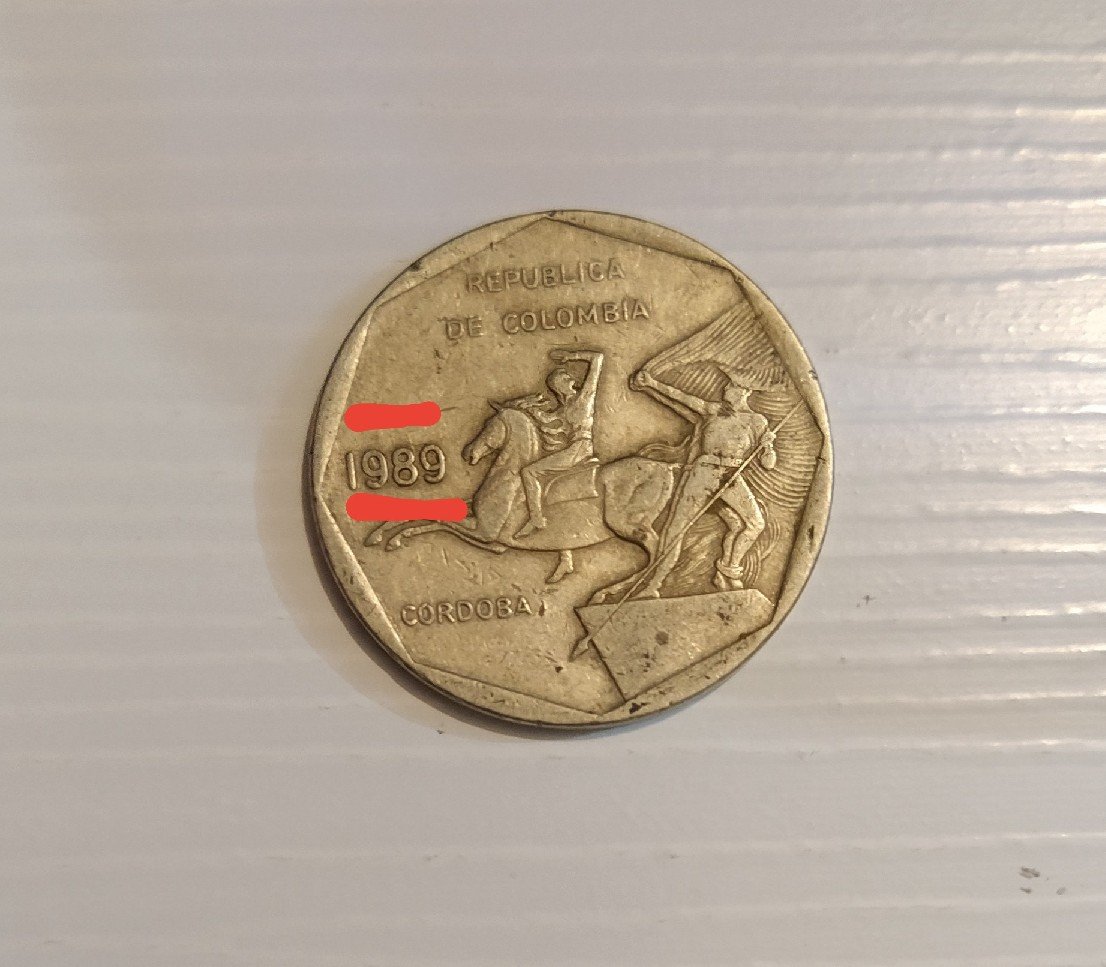 REPUBLICA
DE COLOMBIA
1989
CORDOBA